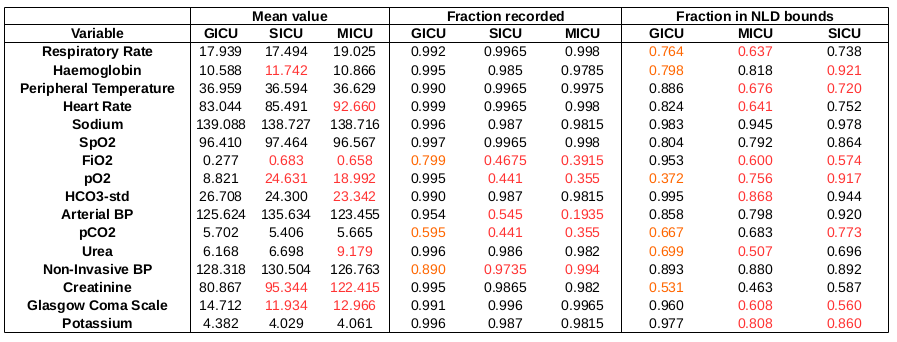 Mean value Fraction recorded Fraction in NLD bounds
Variable GICU SICU MICU GICU SICU MICU GICU MICU SICU
Respiratory Rate 17.939 17.494 19.025 0.992 0.9965 0.998 0.764 0.637 0.738
Haemoglobin 10.588 11.742 10.866 0.995 0.985 0.9785 0.798 0.818 0.921
Peripheral Temperature 36.959 36.594 36.629 0.990 0.9965 0.9975 0.886 0.676 0.720
Heart Rate 83.044 85.491 92.660 0.999 0.9965 0.998 0.824 0.641 0.752
Sodium 139.088 138.727 138.716 0.996 0.987 0.9815 0.983 0.945 0.978
SpO2 96.410 97.464 96.567 0.997 0.9965 0.998 0.804 0.792 0.864
FiO2 0.277 0.683 0.658 0.799 0.4675 0.3915 0.953 0.600 0.574
pO2 8.821 24.631 18.992 0.995 0.441 0.355 0.372 0.756 0.917
HCO3-std 26.708 24.300 23.342 0.990 0.987 0.9815 0.995 0.868 0.944
Arterial BP 125.624 135.634 123.455 0.954 0.545 0.1935 0.858 0.798 0.920
pCO2 5.702 5.406 5.665 0.595 0.441 0.355 0.667 0.683 0.773
Urea 6.168 6.698 9.179 0.996 0.986 0.982 0.699 0.507 0.696
Non-Invasive BP 128.318 130.504 126.763 0.890 0.9735 0.994 0.893 0.880 0.892
Creatinine 80.867 95.344 122.415 0.995 0.9865 0.982 0.531 0.463 0.587
Glasgow Coma Scale 14.712 11.934 12.966 0.991 0.996 0.9965 0.960 0.608 0.560
Potassium 4.382 4.029 4.061 0.996 0.987 0.9815 0.977 0.808 0.860